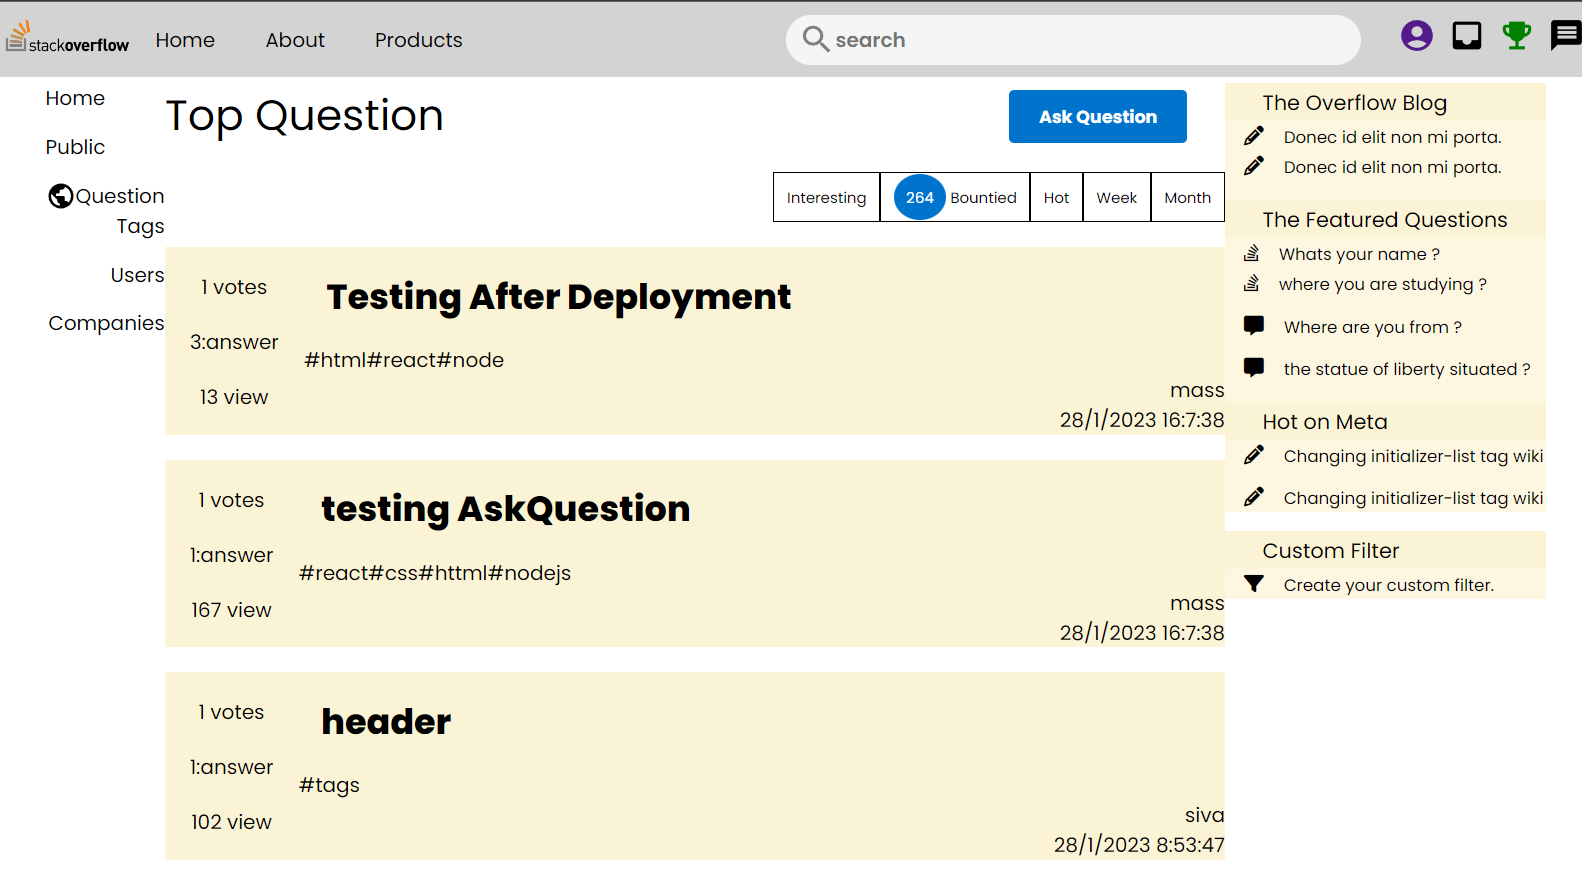 stackoverflow Home About Products search
Home
Public
Question
Tags
Users
Companies
Top Question
Ask Question
Interesting 264 Bountied Hot Week Month
1 votes
3:answer
13 view
Testing After Deployment
#html#react#node
mass
28/1/2023 16:7:38
1 votes
1:answer
167 view
testing AskQuestion
#react#css#httml#nodejs
mass
28/1/2023 16:7:38
1 votes
1:answer
102 view
header
#tags
siva
28/1/2023 8:53:47
The Overflow Blog
Donec id elit non mi porta.
Donec id elit non mi porta.
The Featured Questions
Whats your name ?
where you are studying ?
Where are you from ?
the statue of liberty situated ?
Hot on Meta
Changing initializer-list tag wiki
Changing initializer-list tag wiki
Custom Filter
Create your custom filter.